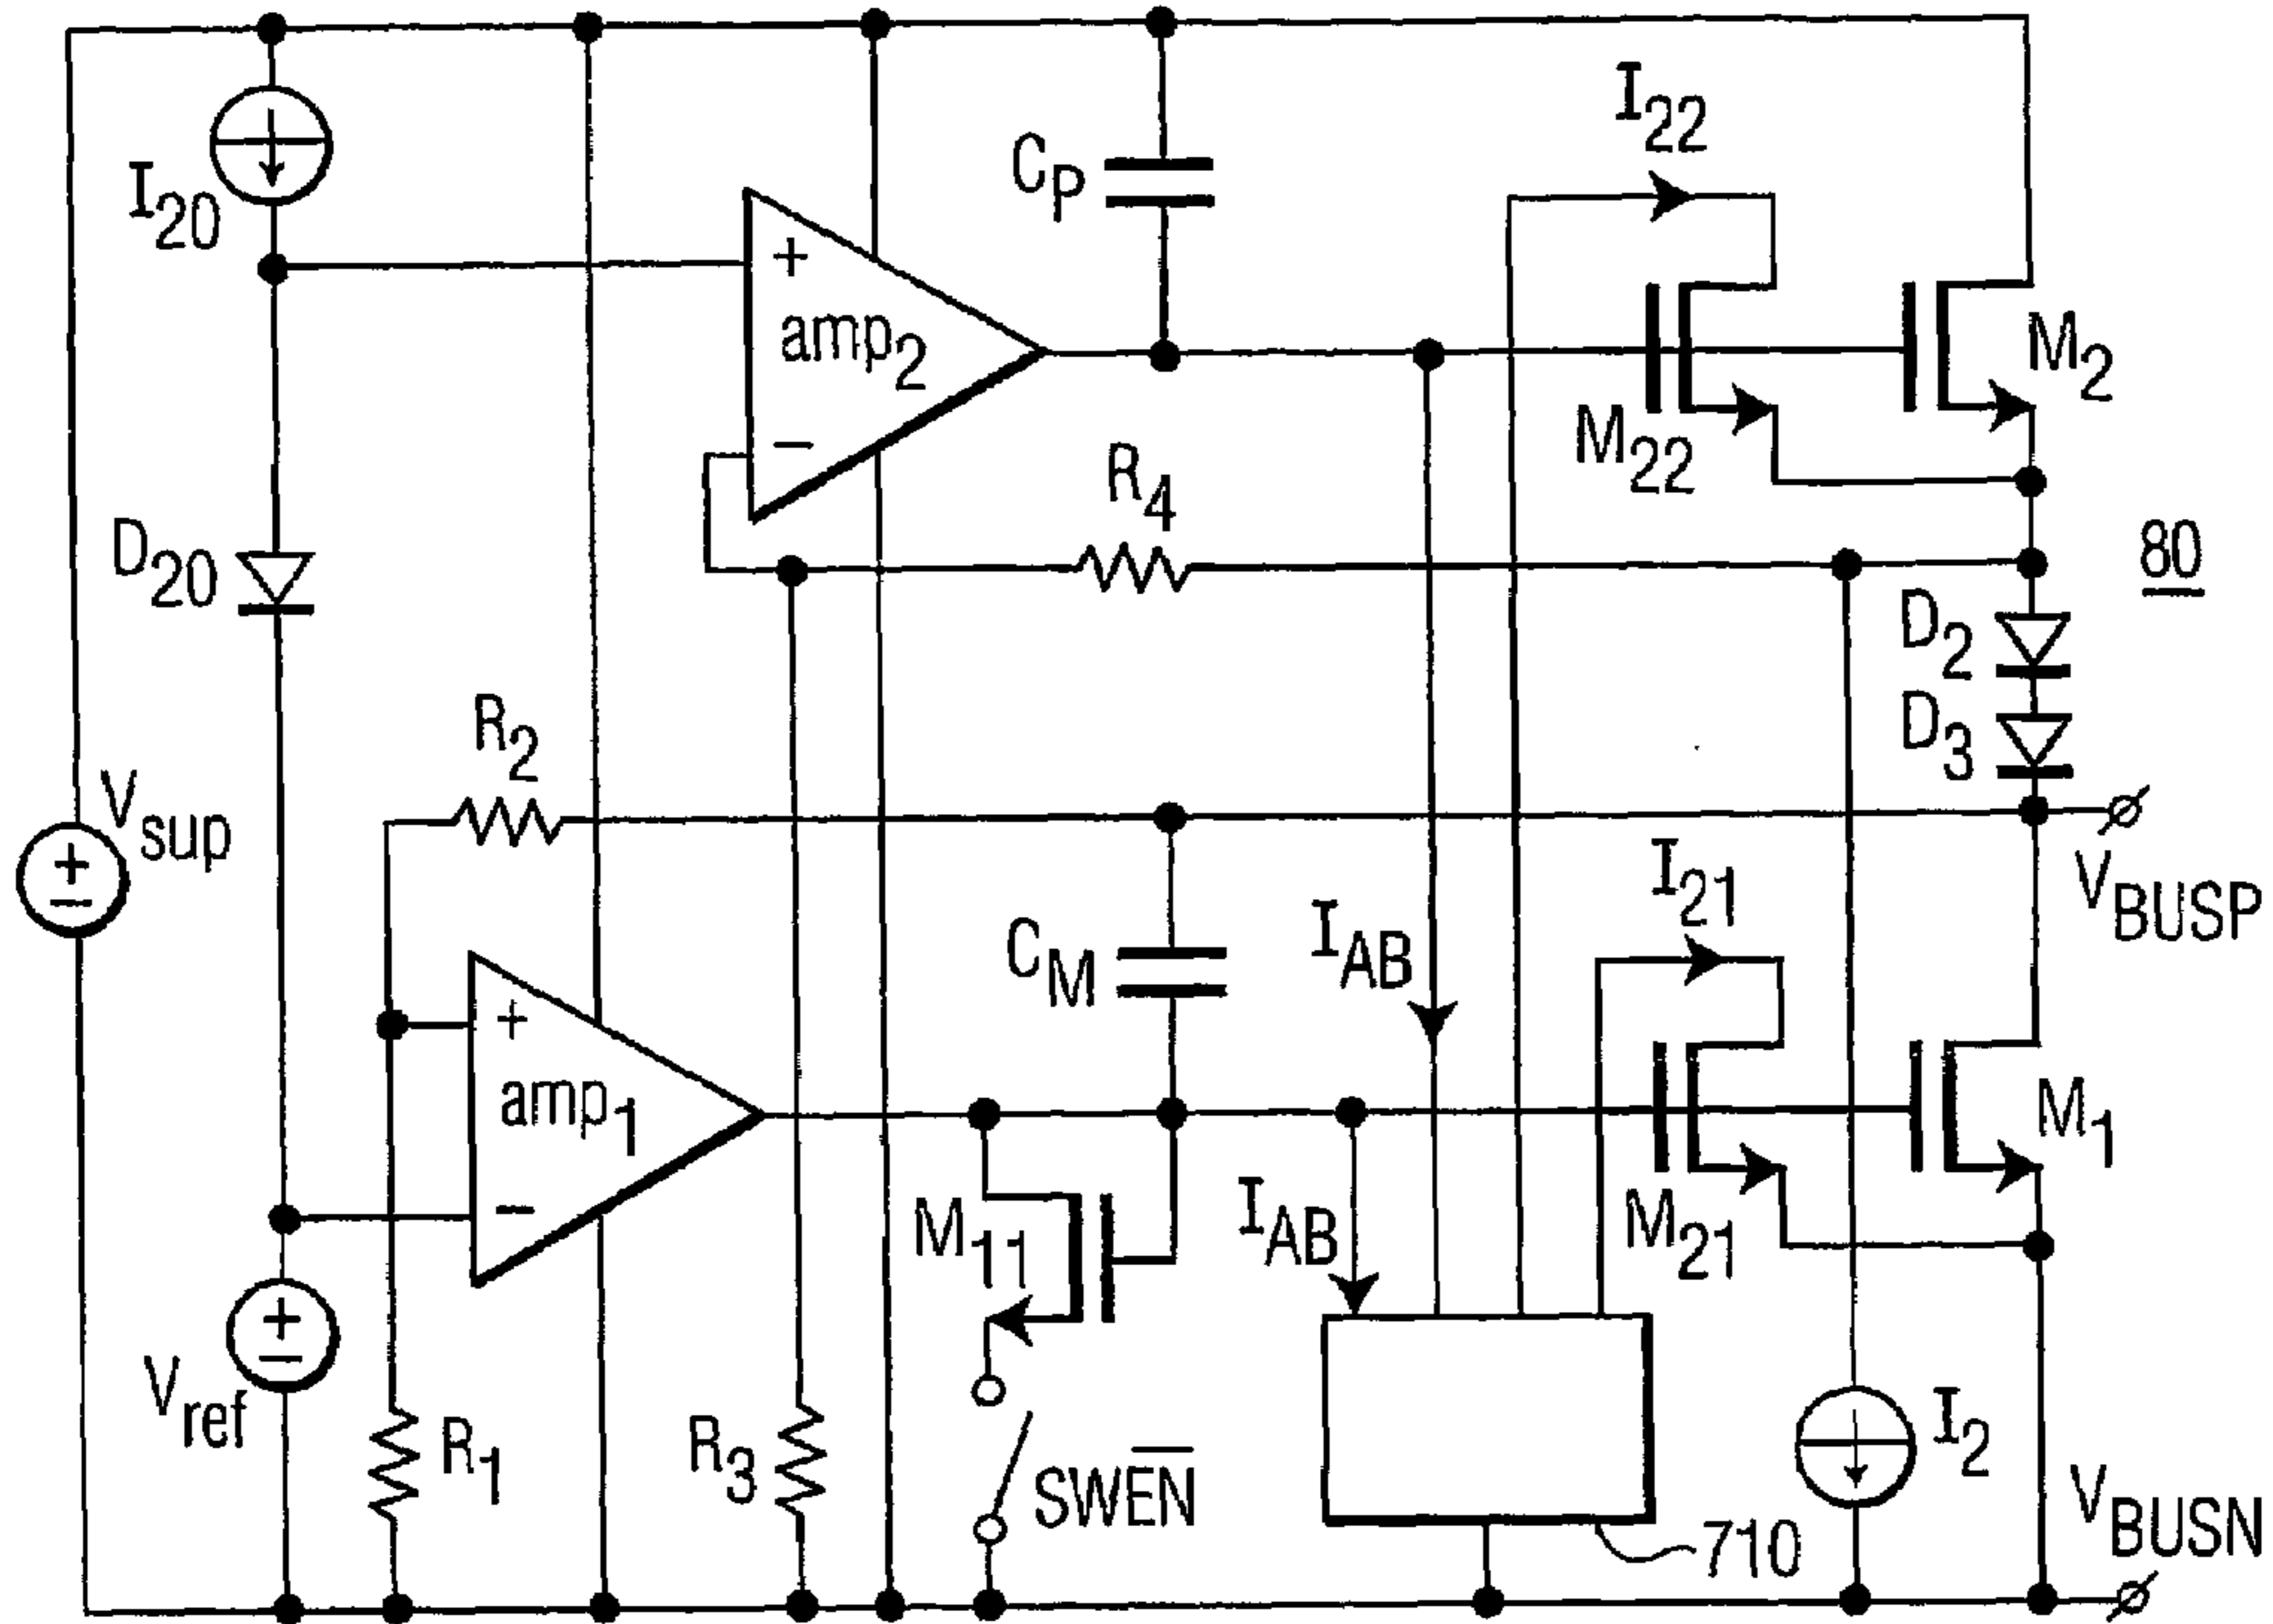 I22
CP
I20
+
amp2
M2
M22
−
R4
D20
80
D2
R2
D3
Vsup
+
−
VBUSP
I21
CM
IAB
+
amp1
M1
M11
IAB
M21
−
+
−
Vref
R1
R3
SWE̅N̅
I2
710
VBUSN